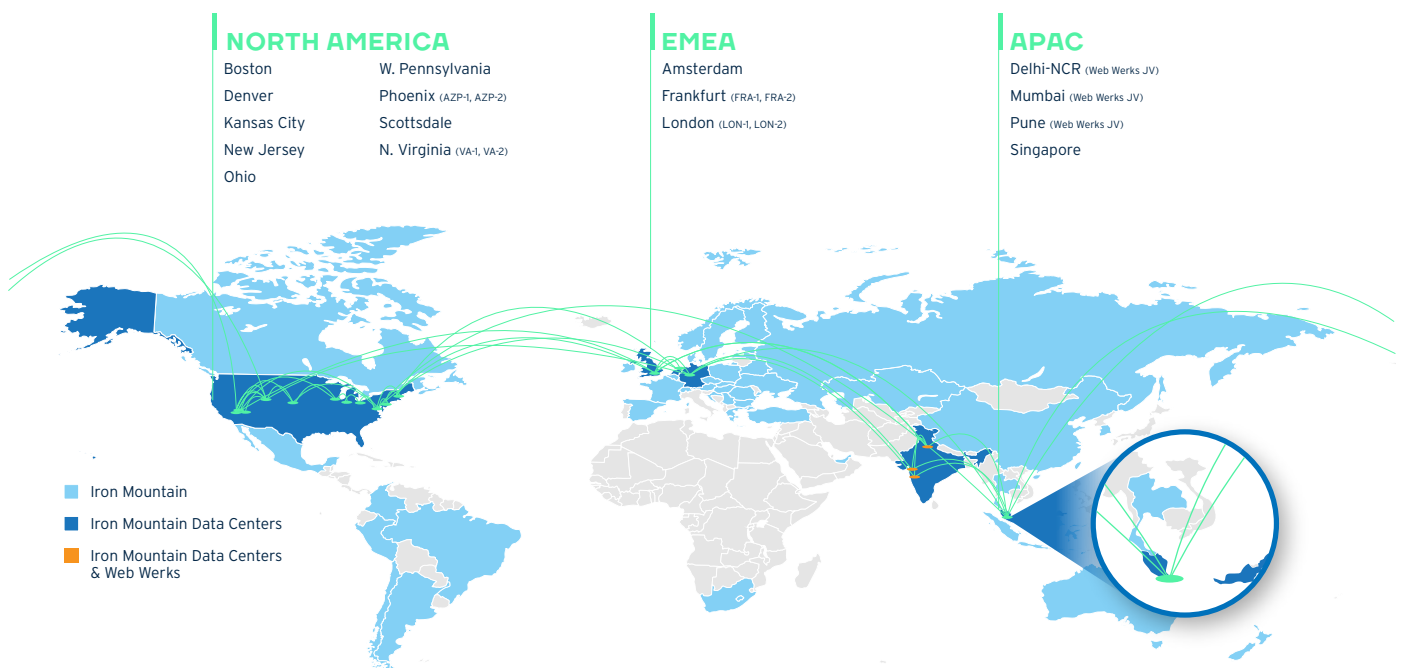 NORTH AMERICA
Boston
Denver
Kansas City
New Jersey
Ohio
W. Pennsylvania
Phoenix (AZP-1, AZP-2)
Scottsdale
N. Virginia (VA-1, VA-2)
EMEA
Amsterdam
Frankfurt (FRA-1, FRA-2)
London (LON-1, LON-2)
APAC
Delhi-NCR (Web Werks JV)
Mumbai (Web Werks JV)
Pune (Web Werks JV)
Singapore
Iron Mountain
Iron Mountain Data Centers
Iron Mountain Data Centers
& Web Werks